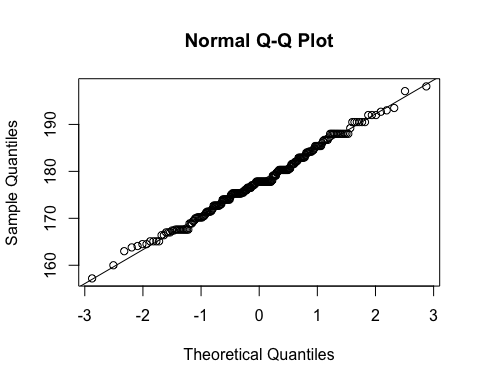 Normal Q-Q Plot
Sample Quantiles
190
180
170
160
-3 -2 -1 0 1 2 3
Theoretical Quantiles